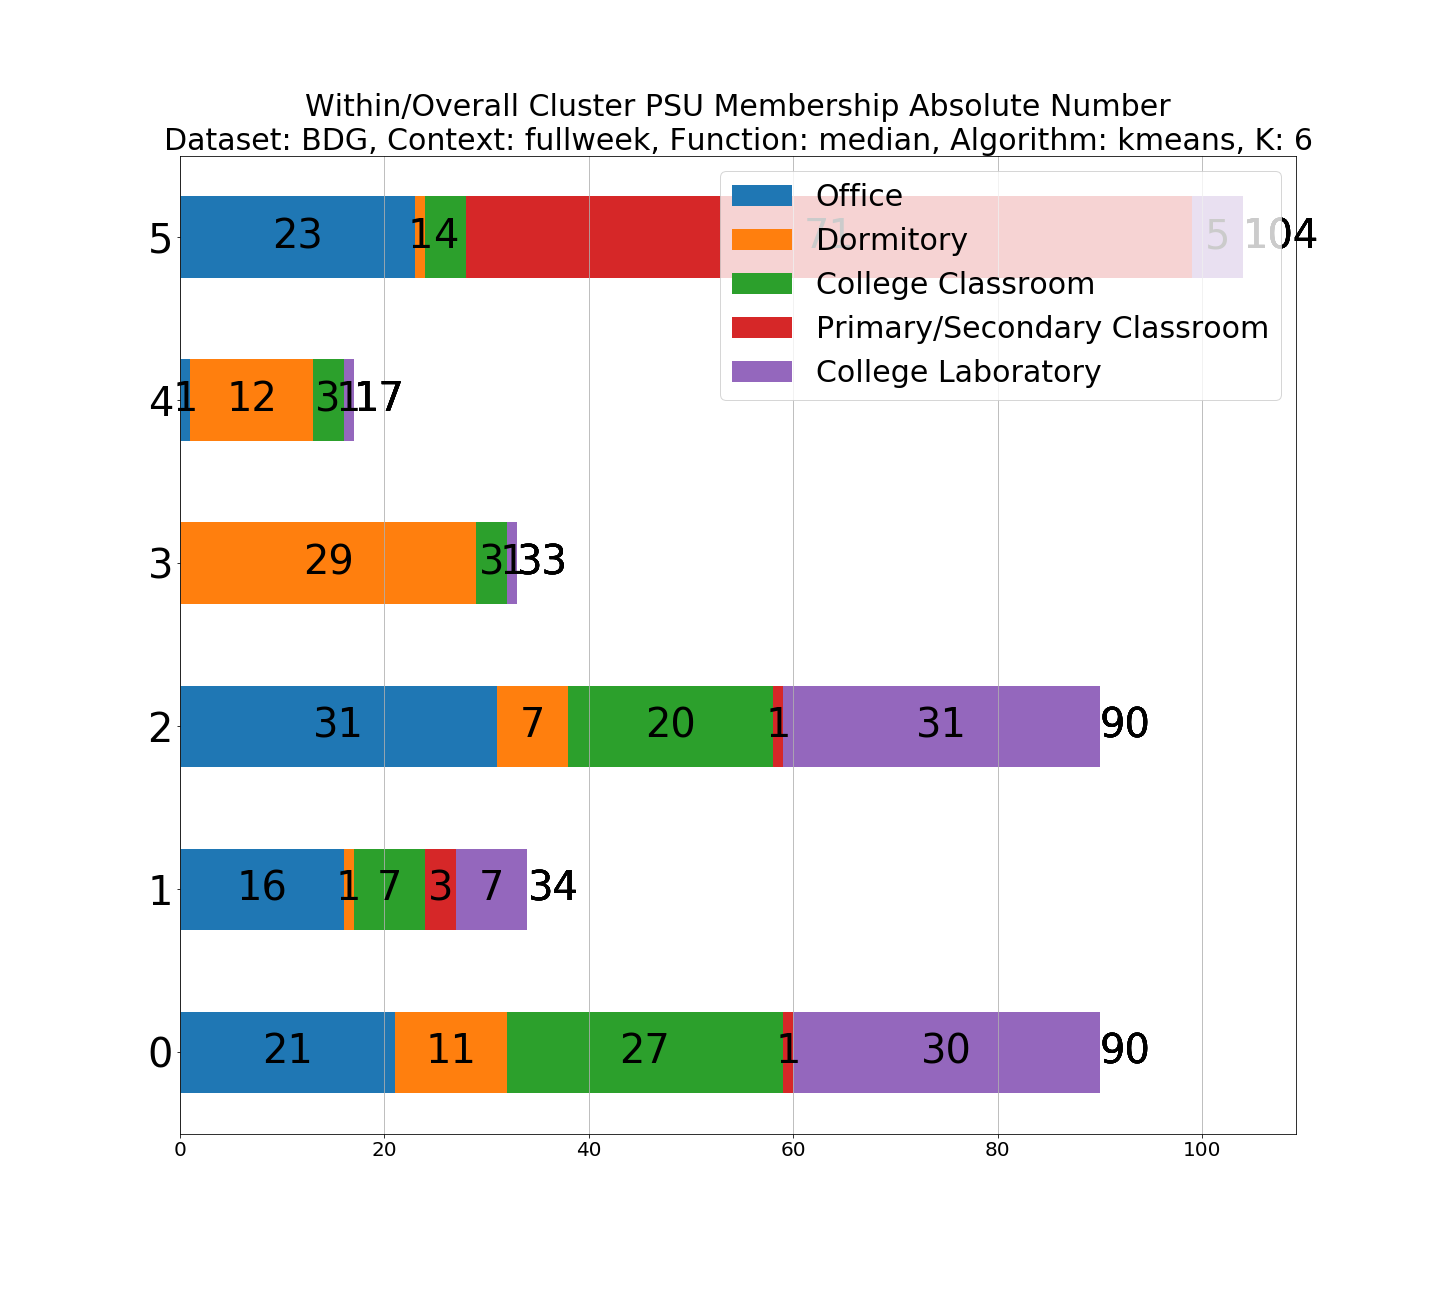 Within/Overall Cluster PSU Membership Absolute Number
Dataset: BDG, Context: fullweek, Function: median, Algorithm: kmeans, K: 6
Office
Dormitory
College Classroom
Primary/Secondary Classroom
College Laboratory
5 23 1 4 71 5 104
4 1 12 3 1 17
3 29 3 1 33
2 31 7 20 1 31 90
1 16 1 7 3 7 34
0 21 11 27 1 30 90
0 20 40 60 80 100